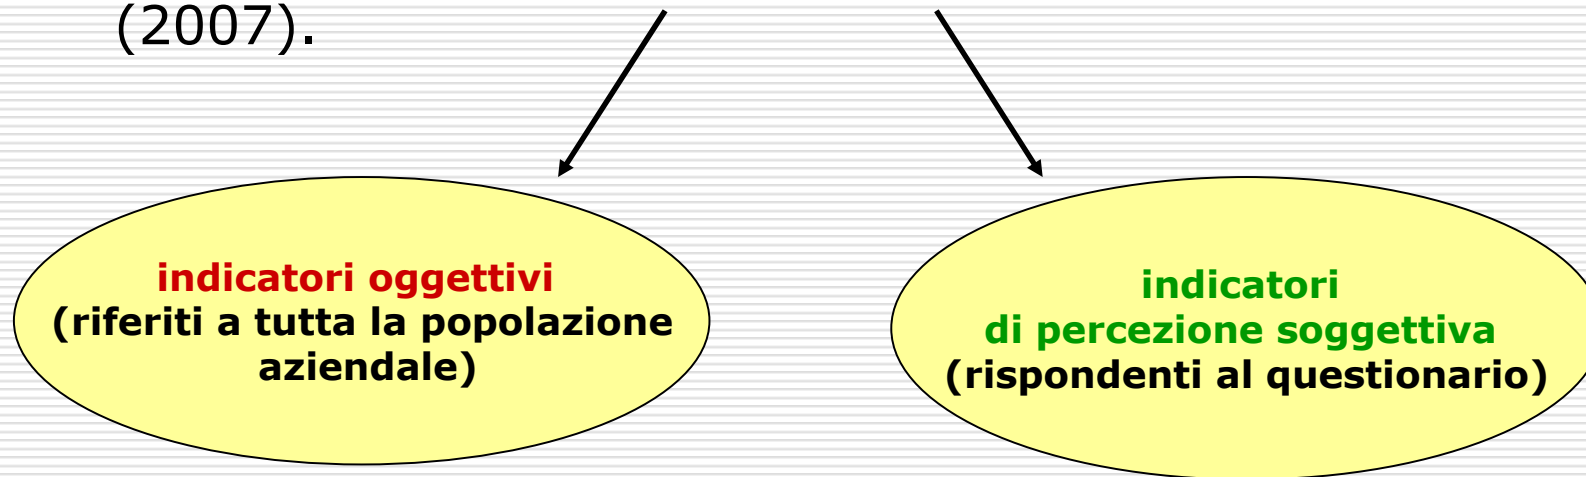 (2007).
indicatori oggettivi
(riferiti a tutta la popolazione
aziendale)
indicatori
di percezione soggettiva
(rispondenti al questionario)